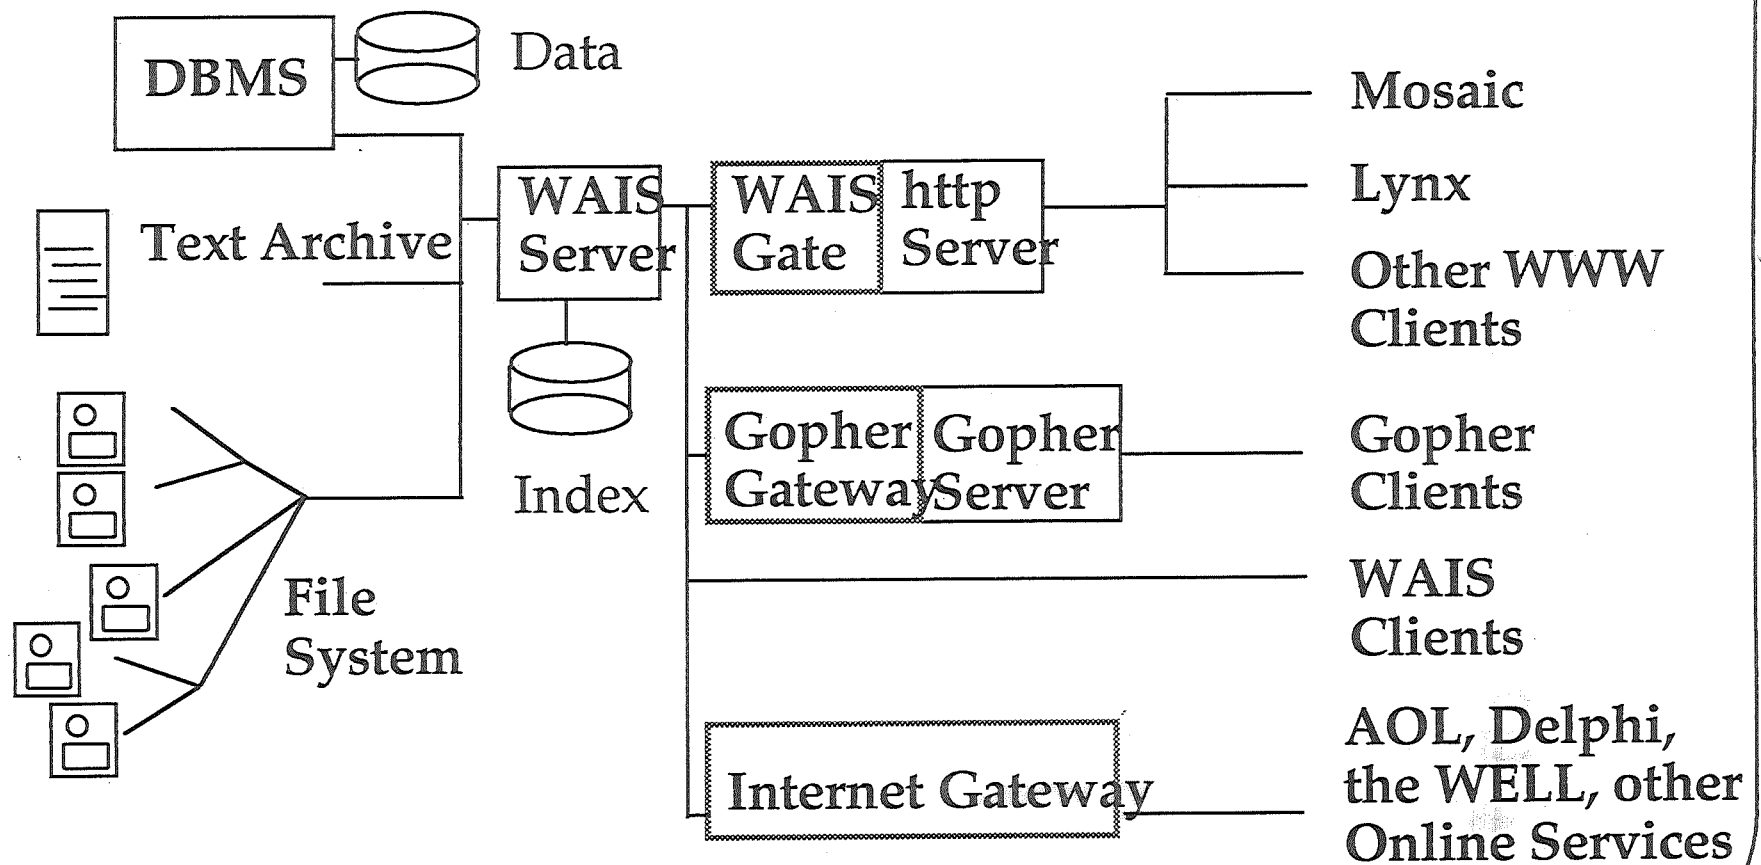 DBMS
Data
Text Archive
WAIS
Server
Index
File
System
WAIS
Gate
http
Server
Gopher
Gateway
Gopher
Server
Internet Gateway
Mosaic
Lynx
Other WWW
Clients
Gopher
Clients
WAIS
Clients
AOL, Delphi,
the WELL, other
Online Services